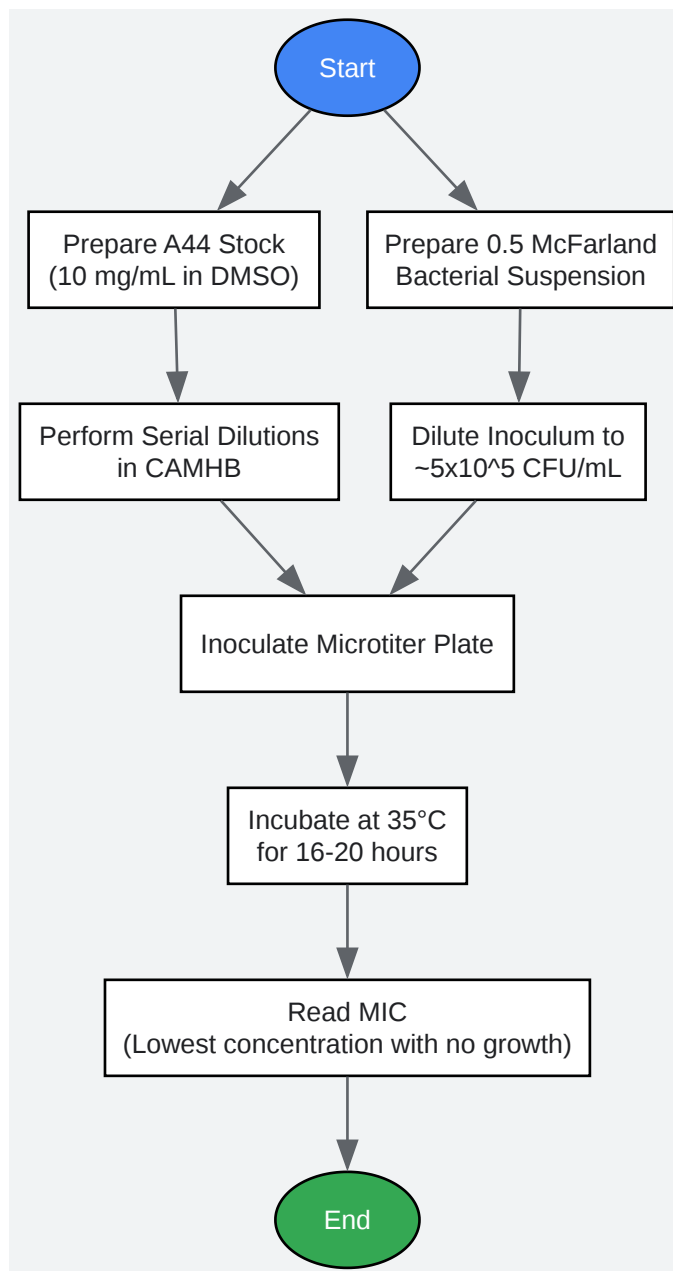 Start
Prepare A44 Stock
(10 mg/mL in DMSO)
Prepare 0.5 McFarland
Bacterial Suspension
Perform Serial Dilutions
in CAMHB
Dilute Inoculum to
~5x10^5 CFU/mL
Inoculate Microtiter Plate
Incubate at 35°C
for 16-20 hours
Read MIC
(Lowest concentration with no growth)
End